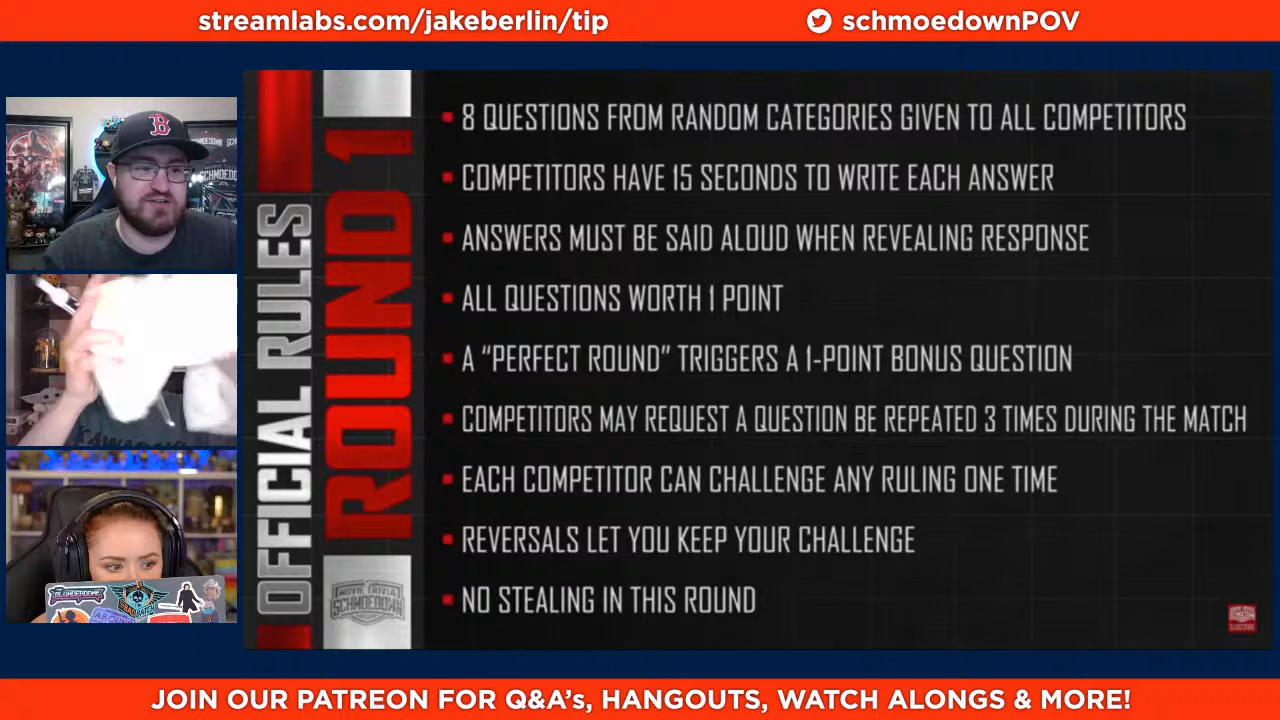 streamlabs.com/jakeberlin/tip
schmoedownPOV
OFFICIAL RULES
ROUND 1
8 QUESTIONS FROM RANDOM CATEGORIES GIVEN TO ALL COMPETITORS
COMPETITORS HAVE 15 SECONDS TO WRITE EACH ANSWER
ANSWERS MUST BE SAID ALOUD WHEN REVEALING RESPONSE
ALL QUESTIONS WORTH 1 POINT
A “PERFECT ROUND” TRIGGERS A 1-POINT BONUS QUESTION
COMPETITORS MAY REQUEST A QUESTION BE REPEATED 3 TIMES DURING THE MATCH
EACH COMPETITOR CAN CHALLENGE ANY RULING ONE TIME
REVERSALS LET YOU KEEP YOUR CHALLENGE
NO STEALING IN THIS ROUND
MOVIE TRIVIA
SCHMOEDOWN
SUBSCRIBE
B
BLUNDERDOME
BAD BATCH
JOIN OUR PATREON FOR Q&A’s, HANGOUTS, WATCH ALONGS & MORE!